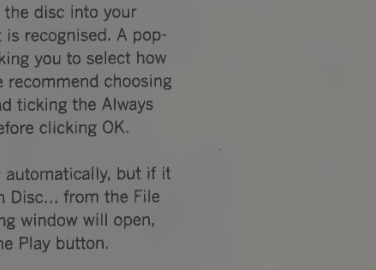 the disc into your
is recognised. A pop-
king you to select how
recommend choosing
nd ticking the Always
efore clicking OK.
automatically, but if it
Disc... from the File
ng window will open,
he Play button.